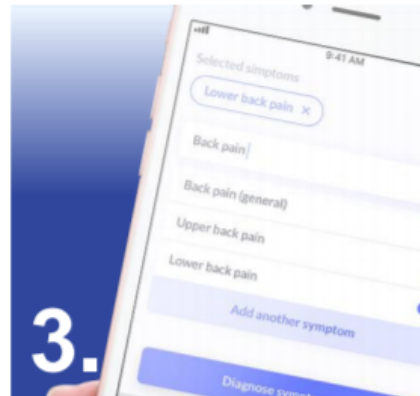 9:41 AM
Selected simptoms
Lower back pain ×
Back pain
Back pain (general)
Upper back pain
Lower back pain
Add another symptom
3.
Diagnose